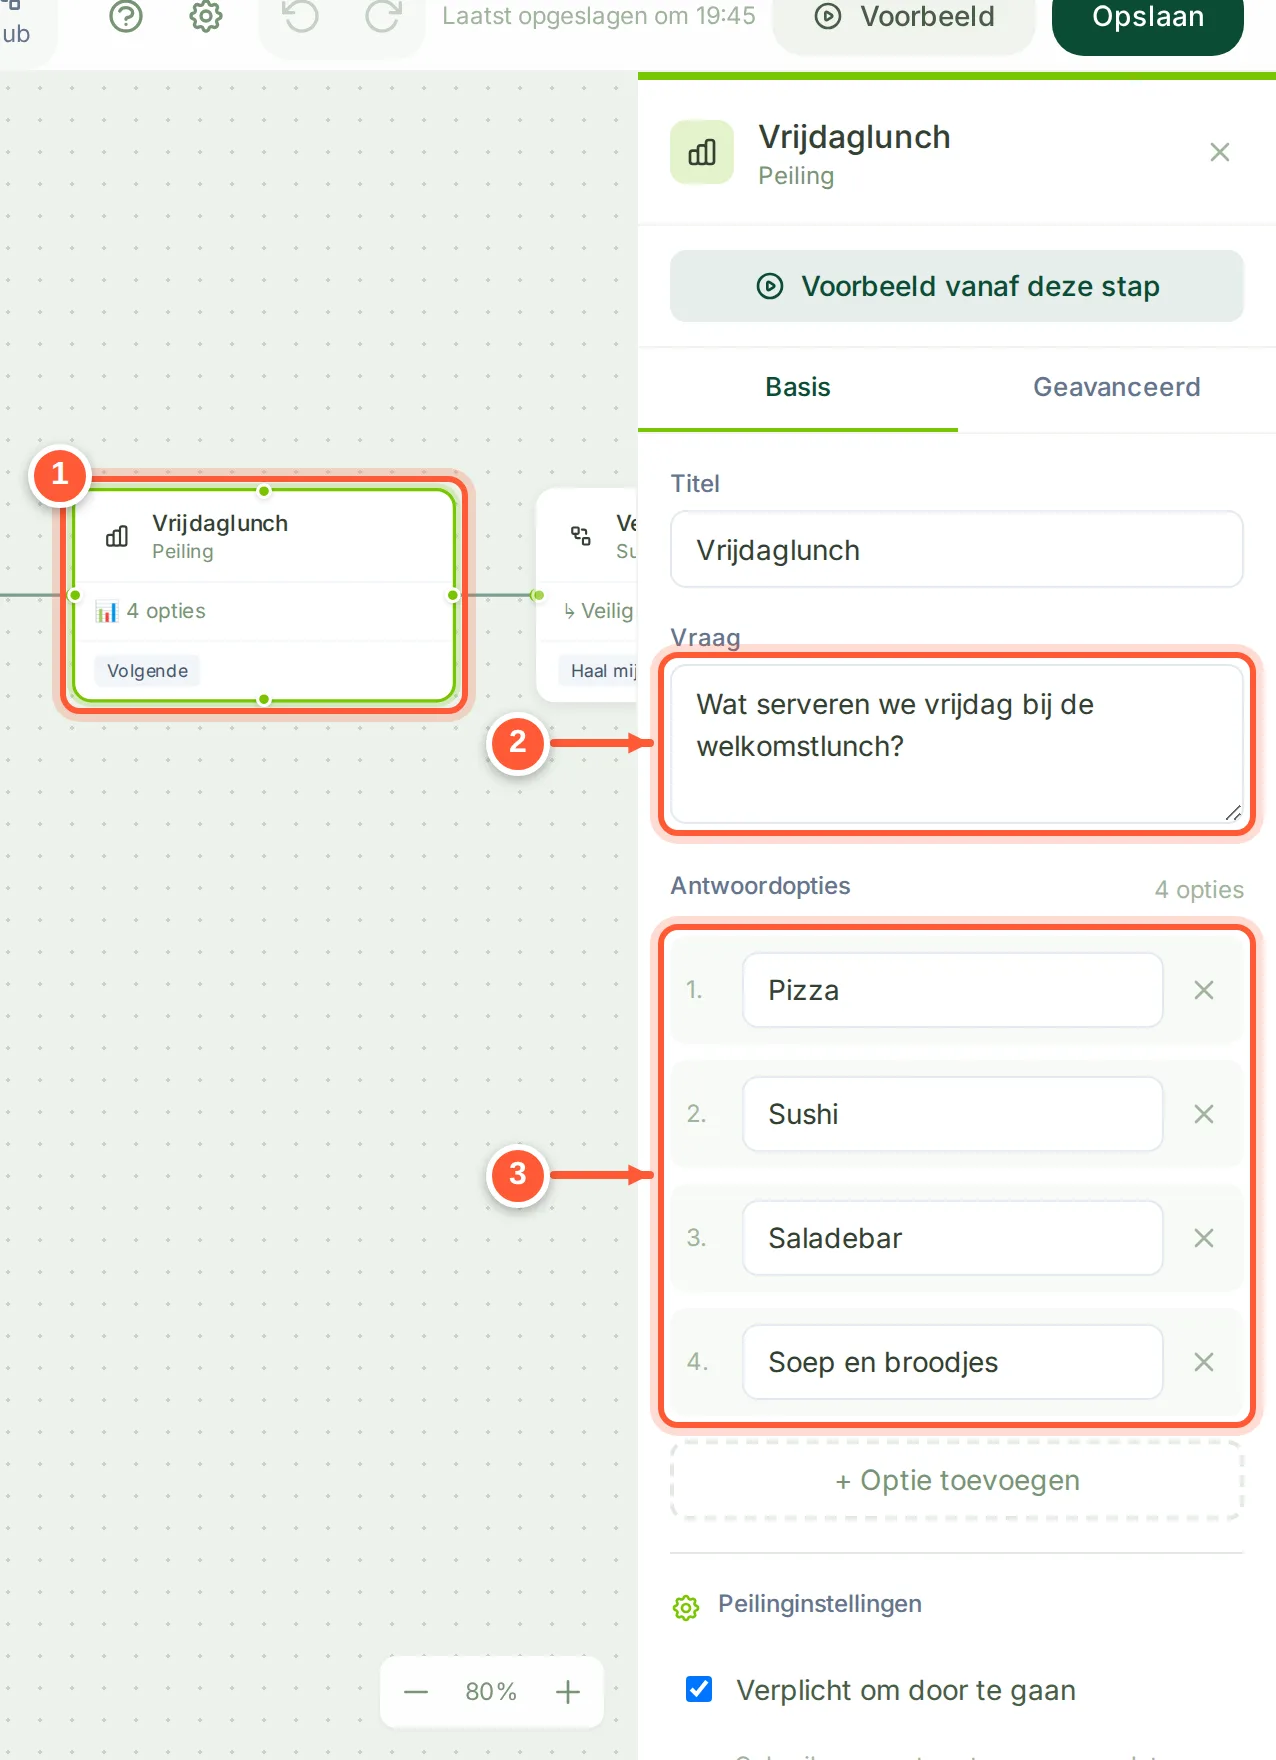 ub
Laatst opgeslagen om 19:45
Voorbeeld
Opslaan
Vrijdaglunch
Peiling
Voorbeeld vanaf deze stap
Basis
Geavanceerd
1
Vrijdaglunch
Peiling
4 opties
Volgende
Ve
Su
↳ Veilig
Haal mij
Titel
Vrijdaglunch
Vraag
2
Wat serveren we vrijdag bij de
welkomstlunch?
Antwoordopties
4 opties
3
1. Pizza
2. Sushi
3. Saladebar
4. Soep en broodjes
+ Optie toevoegen
Peilinginstellingen
80%
Verplicht om door te gaan